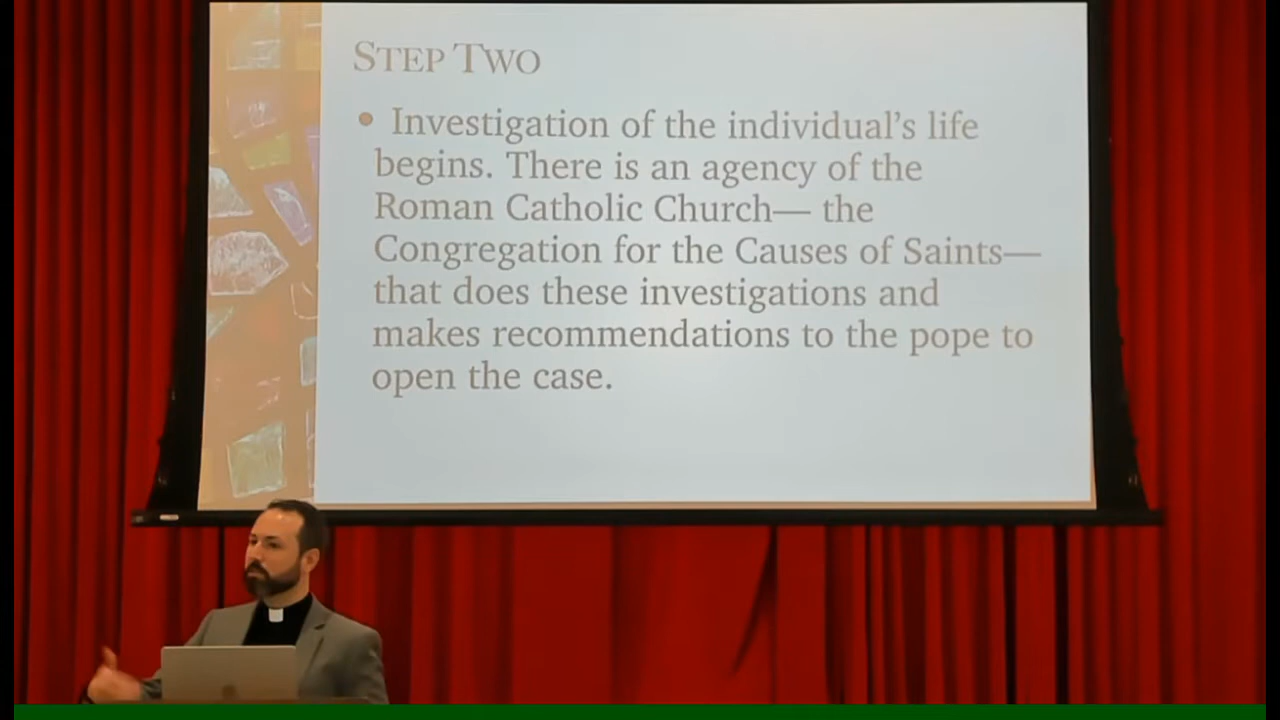 STEP TWO
• Investigation of the individual's life
begins. There is an agency of the
Roman Catholic Church— the
Congregation for the Causes of Saints—
that does these investigations and
makes recommendations to the pope to
open the case.